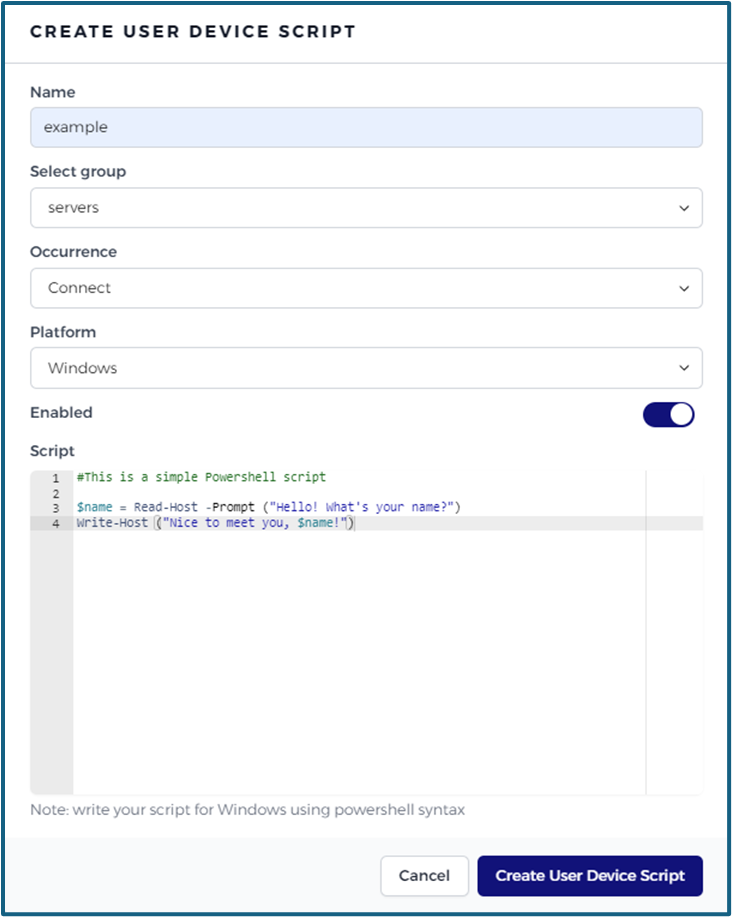 CREATE USER DEVICE SCRIPT
Name
example
Select group
servers
Occurrence
Connect
Platform
Windows
Enabled
Script
1 #This is a simple Powershell script
2
3 $name = Read-Host -Prompt ("Hello! What's your name?")
4 Write-Host ("Nice to meet you, $name!")
Note: write your script for Windows using powershell syntax
Cancel Create User Device Script